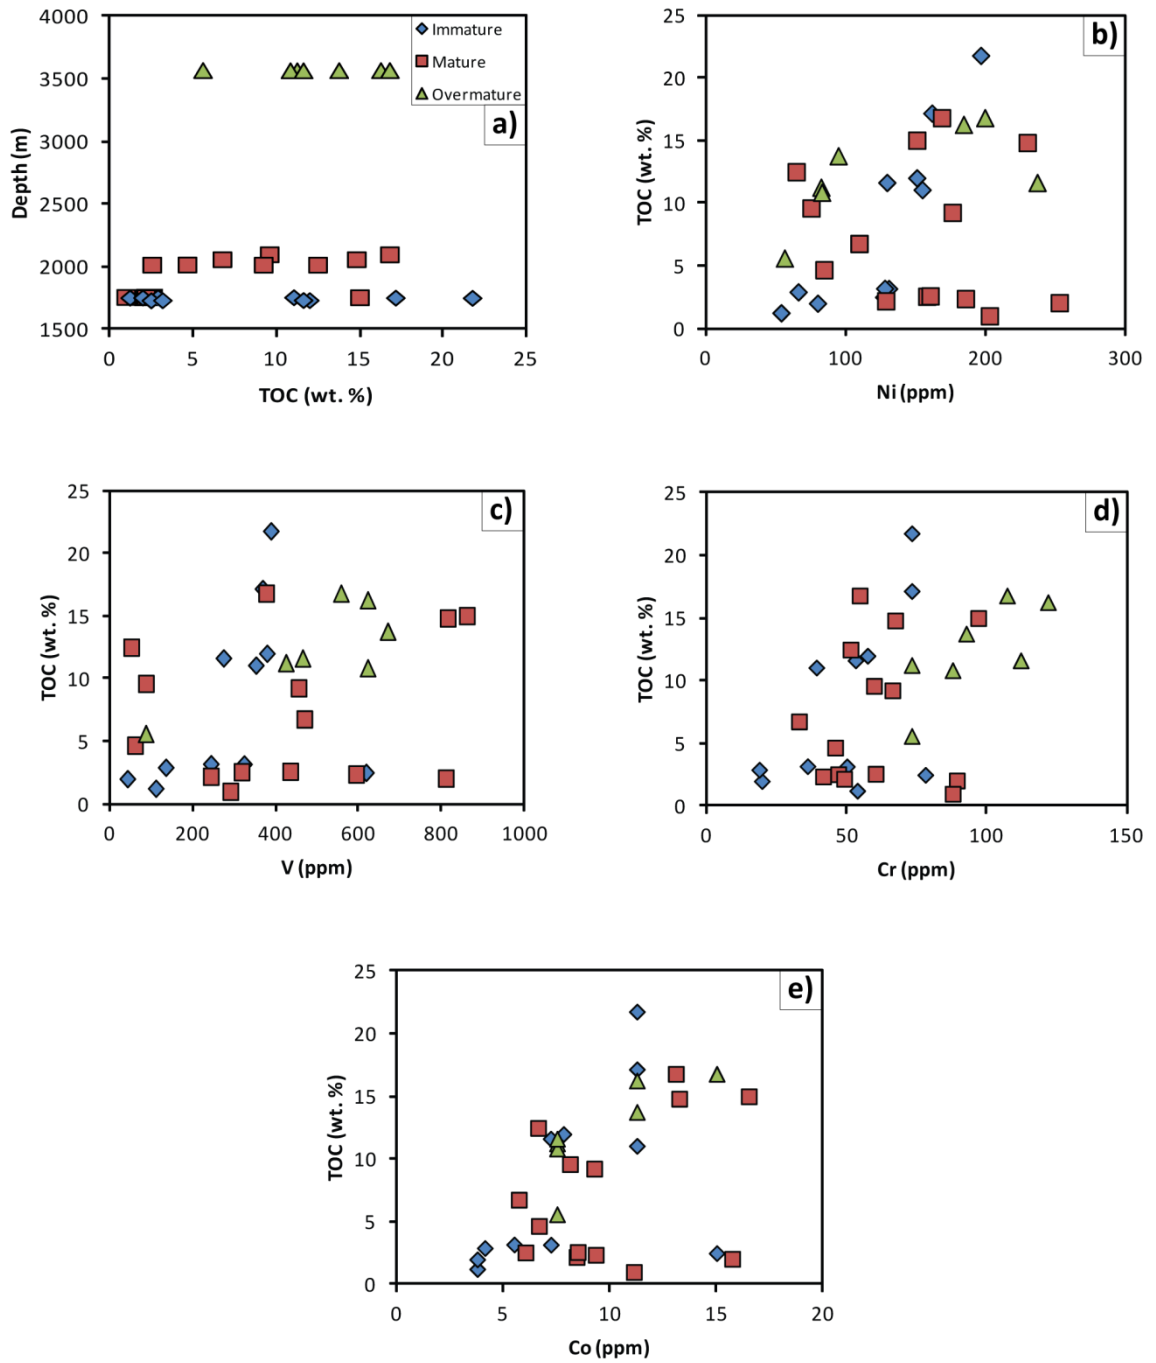 4000
3500
3000
2500
2000
1500
Depth (m)
0 5 10 15 20 25
TOC (wt. %)
Immature
Mature
Overmature
a)
25
20
15
10
5
0
TOC (wt. %)
0 100 200 300
Ni (ppm)
b)
25
20
15
10
5
0
TOC (wt. %)
0 200 400 600 800 1000
V (ppm)
c)
25
20
15
10
5
0
TOC (wt. %)
0 50 100 150
Cr (ppm)
d)
25
20
15
10
5
0
TOC (wt. %)
0 5 10 15 20
Co (ppm)
e)